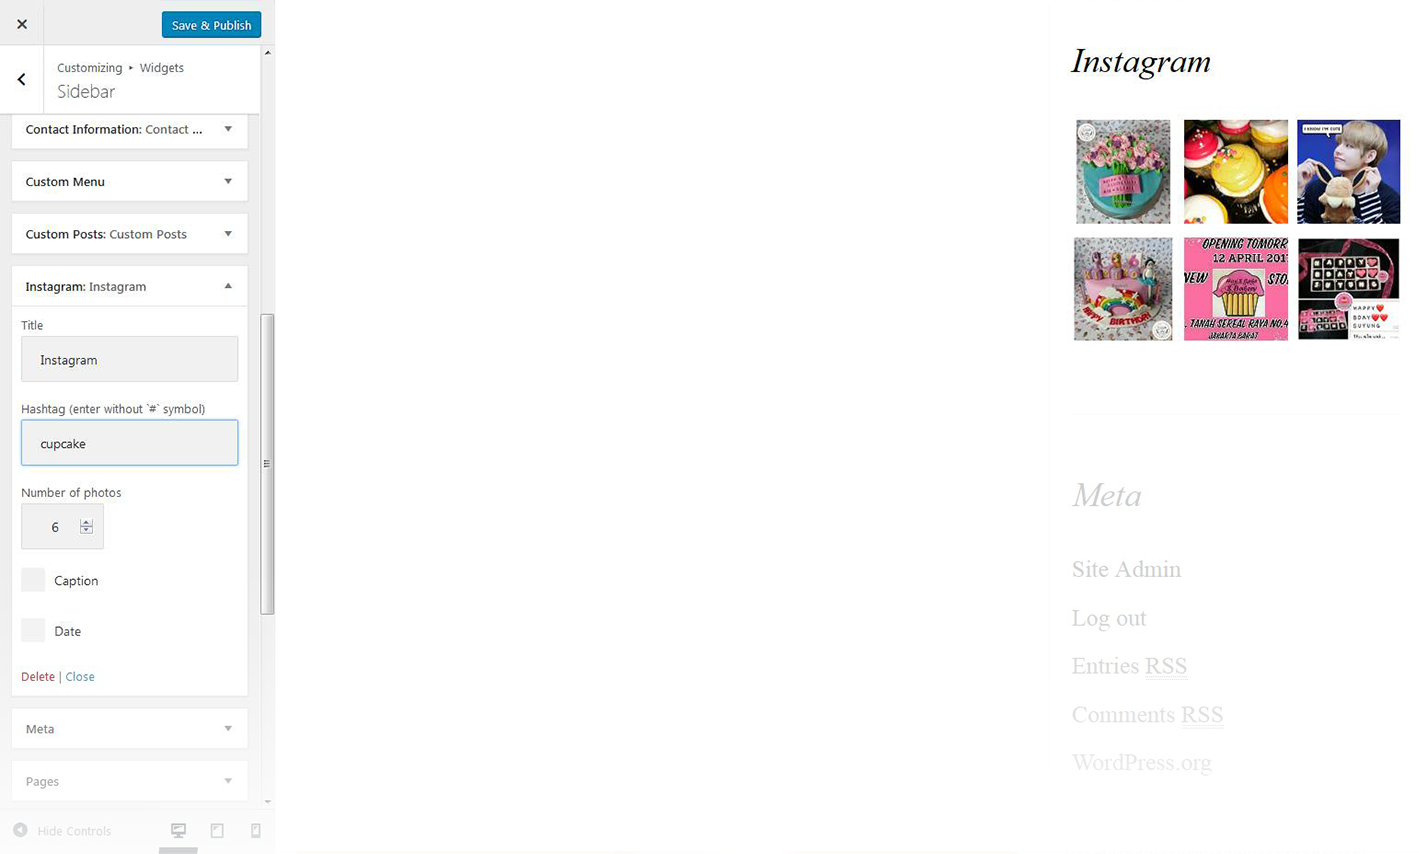 Save & Publish
Customizing ▸ Widgets
Sidebar
Contact Information: Contact ...
Custom Menu
Custom Posts: Custom Posts
Instagram: Instagram
Title
Instagram
Hashtag (enter without `#` symbol)
cupcake
Number of photos
6
Caption
Date
Delete | Close
Meta
Pages
Hide Controls
Instagram
I KNOW I'M CUTE
HAPPY BIRTHDAY
OPENING TOMORR
12 APRIL 201
NEW STO
. TANAH SEREAL RAYA NO.4
JAKARTA BARAT
HAPPY
BDAY
SUYUNG
Meta
Site Admin
Log out
Entries RSS
Comments RSS
WordPress.org